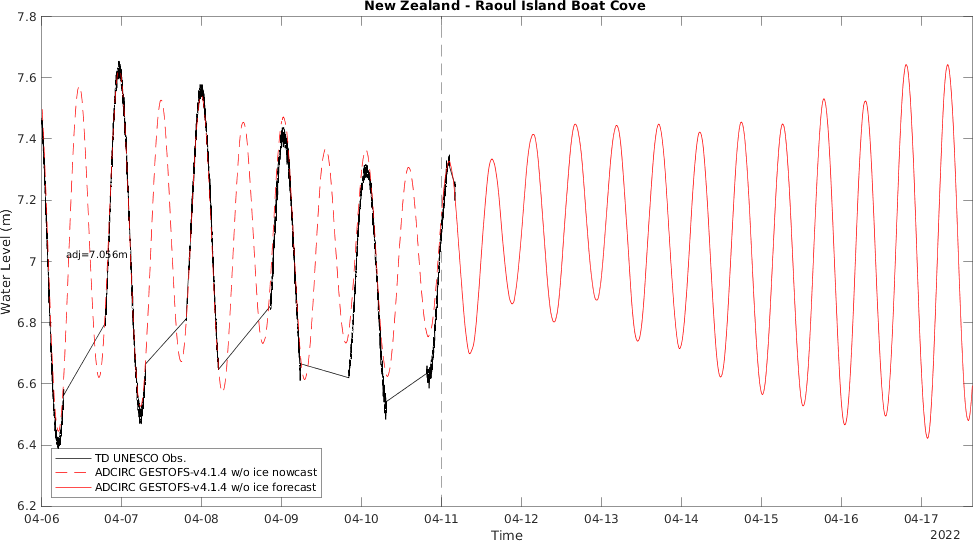 New Zealand - Raoul Island Boat Cove
7.8
7.6
7.4
7.2
7
6.8
6.6
6.4
6.2
Water Level (m)
adj=7.056m
TD UNESCO Obs.
ADCIRC GESTOFS-v4.1.4 w/o ice nowcast
ADCIRC GESTOFS-v4.1.4 w/o ice forecast
04-06 04-07 04-08 04-09 04-10 04-11 04-12 04-13 04-14 04-15 04-16 04-17
Time
2022